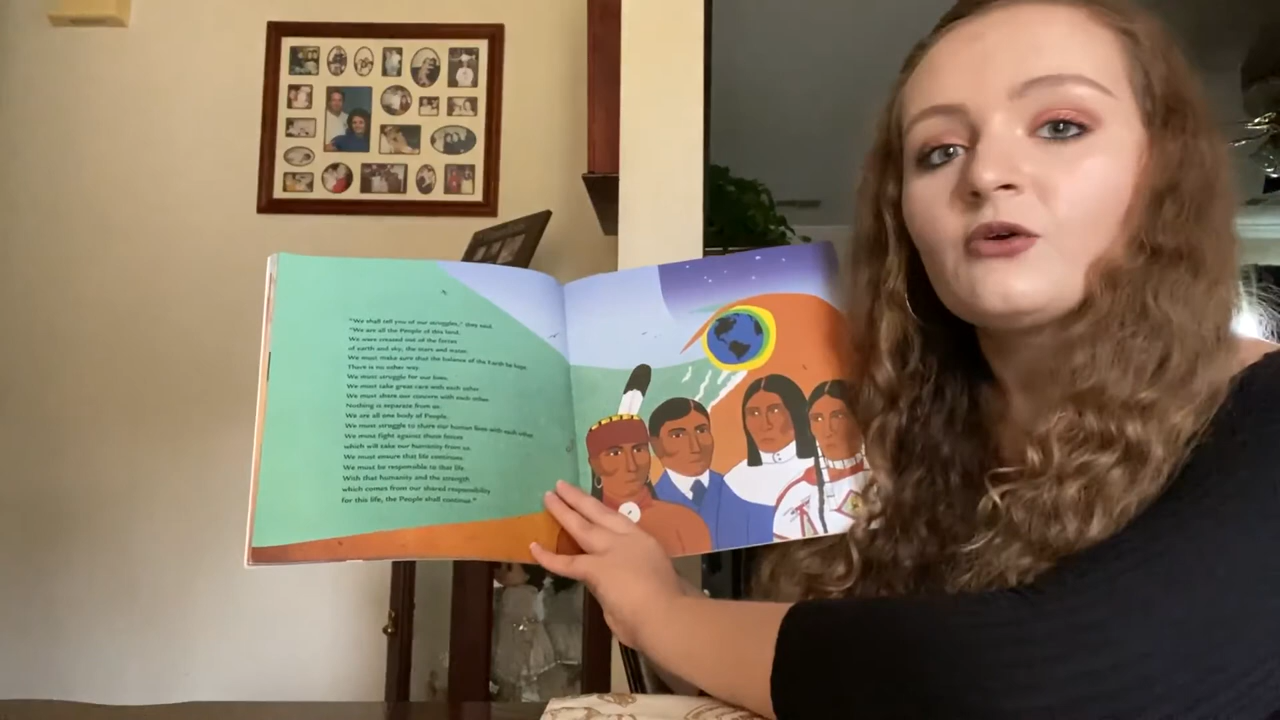 "We shall tell you of our struggles," they said.
"We are all the People of this land.
We were created out of the forces
of earth and sky, the stars and water.
We must make sure that the balance of the Earth be kept.
There is no other way.
We must struggle for our lives.
We must take great care with each other.
We must share our concern with each other.
Nothing is separate from us.
We are all one body of People.
We must struggle to share our human lives with each other.
We must fight against those forces
which will take our humanity from us.
We must ensure that life continues.
We must be responsible to that life.
With that humanity and the strength
which comes from our shared responsibility
for this life, the People shall continue."